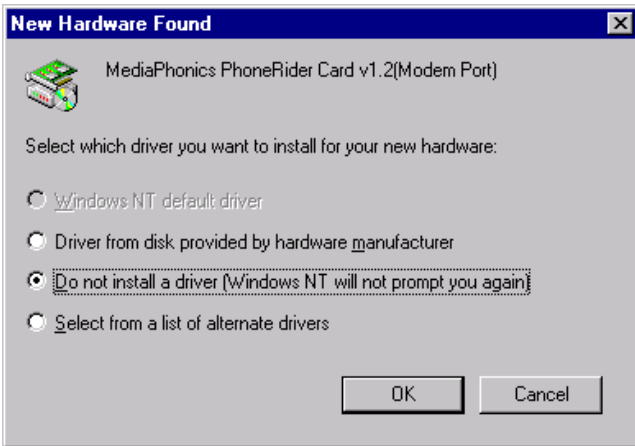 New Hardware Found
MediaPhonics PhoneRider Card v1.2(Modem Port)
Select which driver you want to install for your new hardware:
Windows NT default driver
Driver from disk provided by hardware manufacturer
Do not install a driver (Windows NT will not prompt you again)
Select from a list of alternate drivers
OK
Cancel